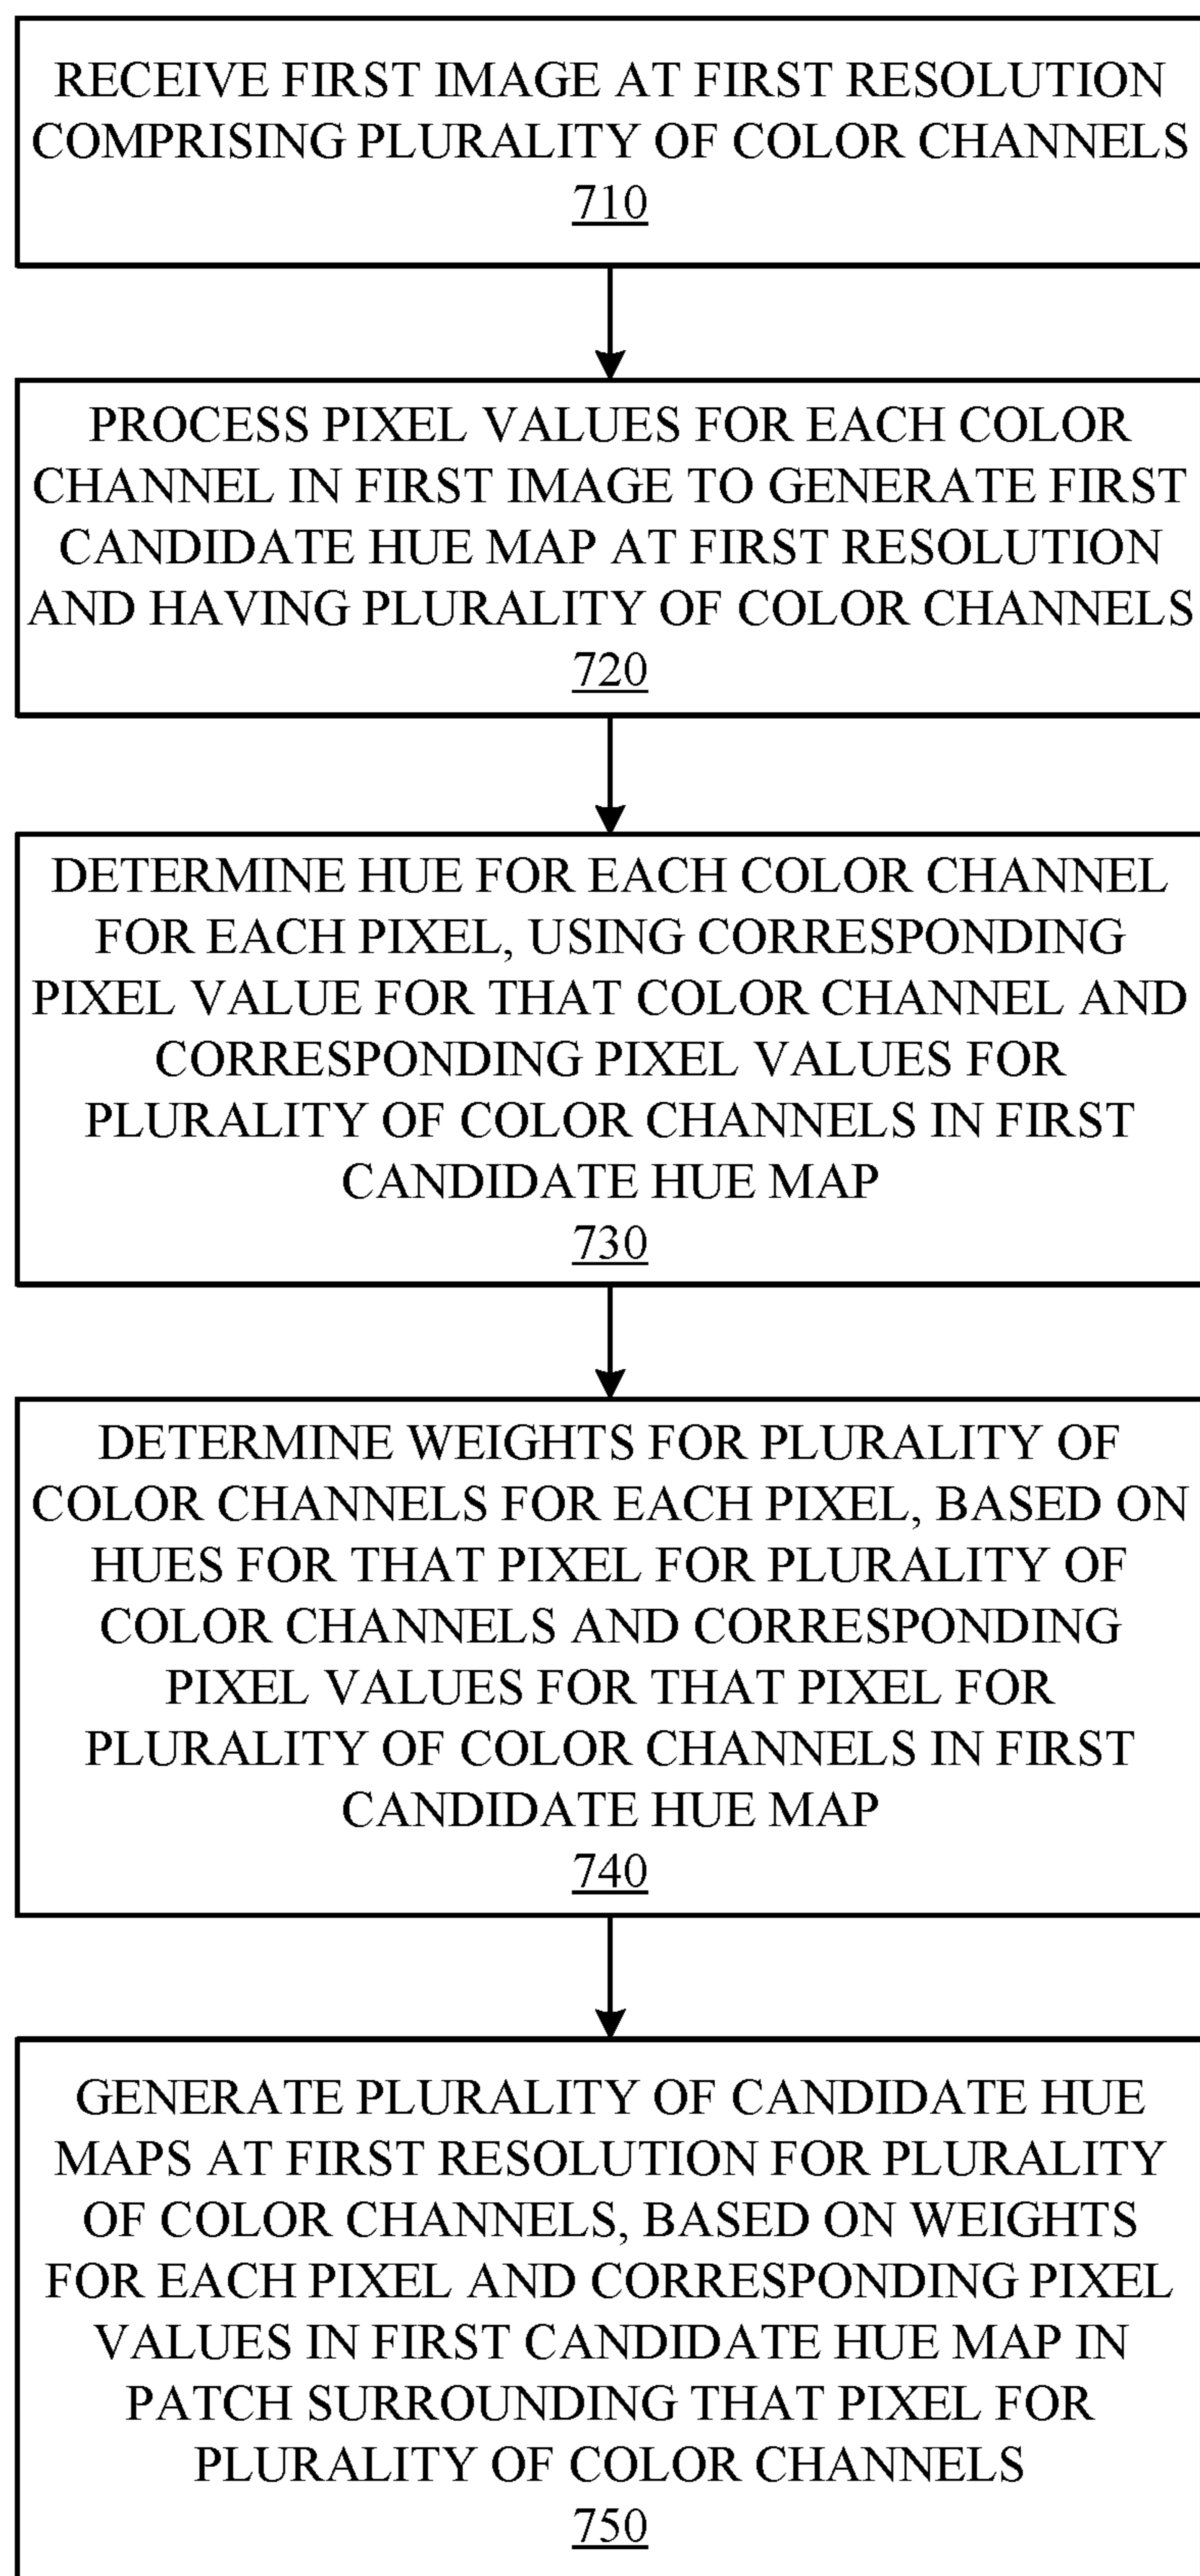 RECEIVE FIRST IMAGE AT FIRST RESOLUTION
COMPRISING PLURALITY OF COLOR CHANNELS
710
PROCESS PIXEL VALUES FOR EACH COLOR
CHANNEL IN FIRST IMAGE TO GENERATE FIRST
CANDIDATE HUE MAP AT FIRST RESOLUTION
AND HAVING PLURALITY OF COLOR CHANNELS
720
DETERMINE HUE FOR EACH COLOR CHANNEL
FOR EACH PIXEL, USING CORRESPONDING
PIXEL VALUE FOR THAT COLOR CHANNEL AND
CORRESPONDING PIXEL VALUES FOR
PLURALITY OF COLOR CHANNELS IN FIRST
CANDIDATE HUE MAP
730
DETERMINE WEIGHTS FOR PLURALITY OF
COLOR CHANNELS FOR EACH PIXEL, BASED ON
HUES FOR THAT PIXEL FOR PLURALITY OF
COLOR CHANNELS AND CORRESPONDING
PIXEL VALUES FOR THAT PIXEL FOR
PLURALITY OF COLOR CHANNELS IN FIRST
CANDIDATE HUE MAP
740
GENERATE PLURALITY OF CANDIDATE HUE
MAPS AT FIRST RESOLUTION FOR PLURALITY
OF COLOR CHANNELS, BASED ON WEIGHTS
FOR EACH PIXEL AND CORRESPONDING PIXEL
VALUES IN FIRST CANDIDATE HUE MAP IN
PATCH SURROUNDING THAT PIXEL FOR
PLURALITY OF COLOR CHANNELS
750